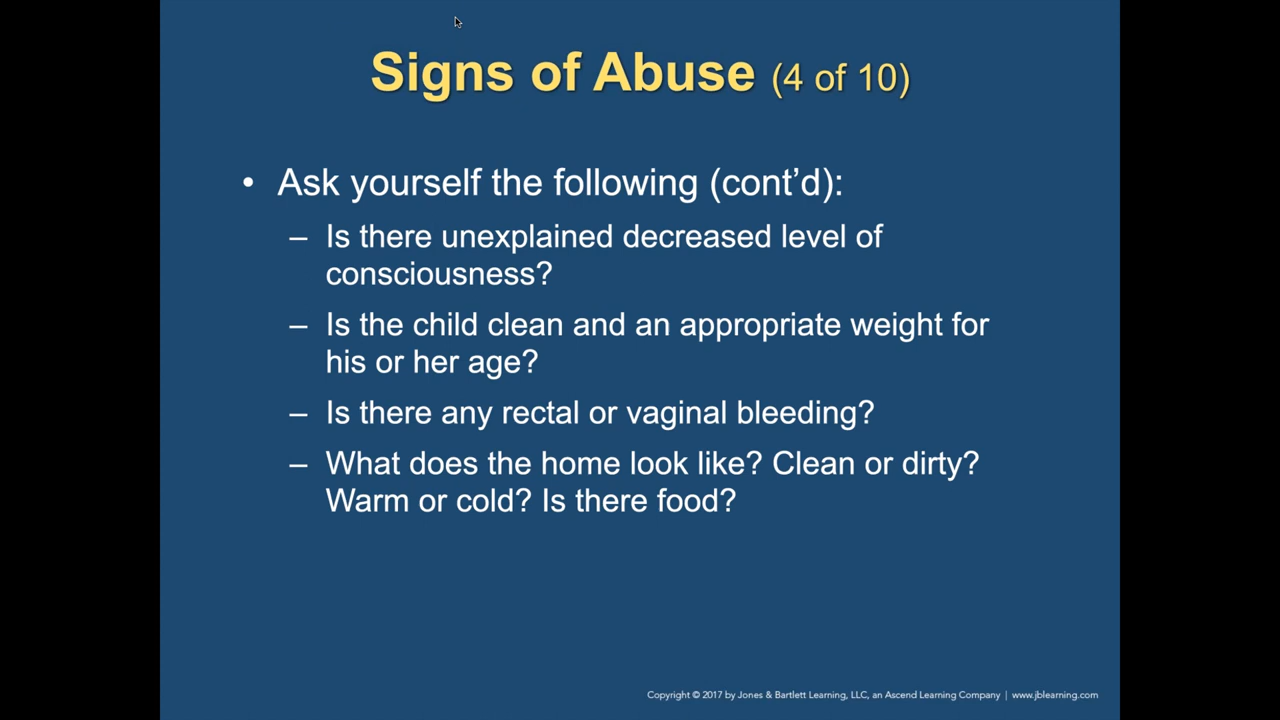 Signs of Abuse (4 of 10)
• Ask yourself the following (cont’d):
– Is there unexplained decreased level of
consciousness?
– Is the child clean and an appropriate weight for
his or her age?
– Is there any rectal or vaginal bleeding?
– What does the home look like? Clean or dirty?
Warm or cold? Is there food?
Copyright © 2017 by Jones & Bartlett Learning, LLC, an Ascend Learning Company | www.jblearning.com